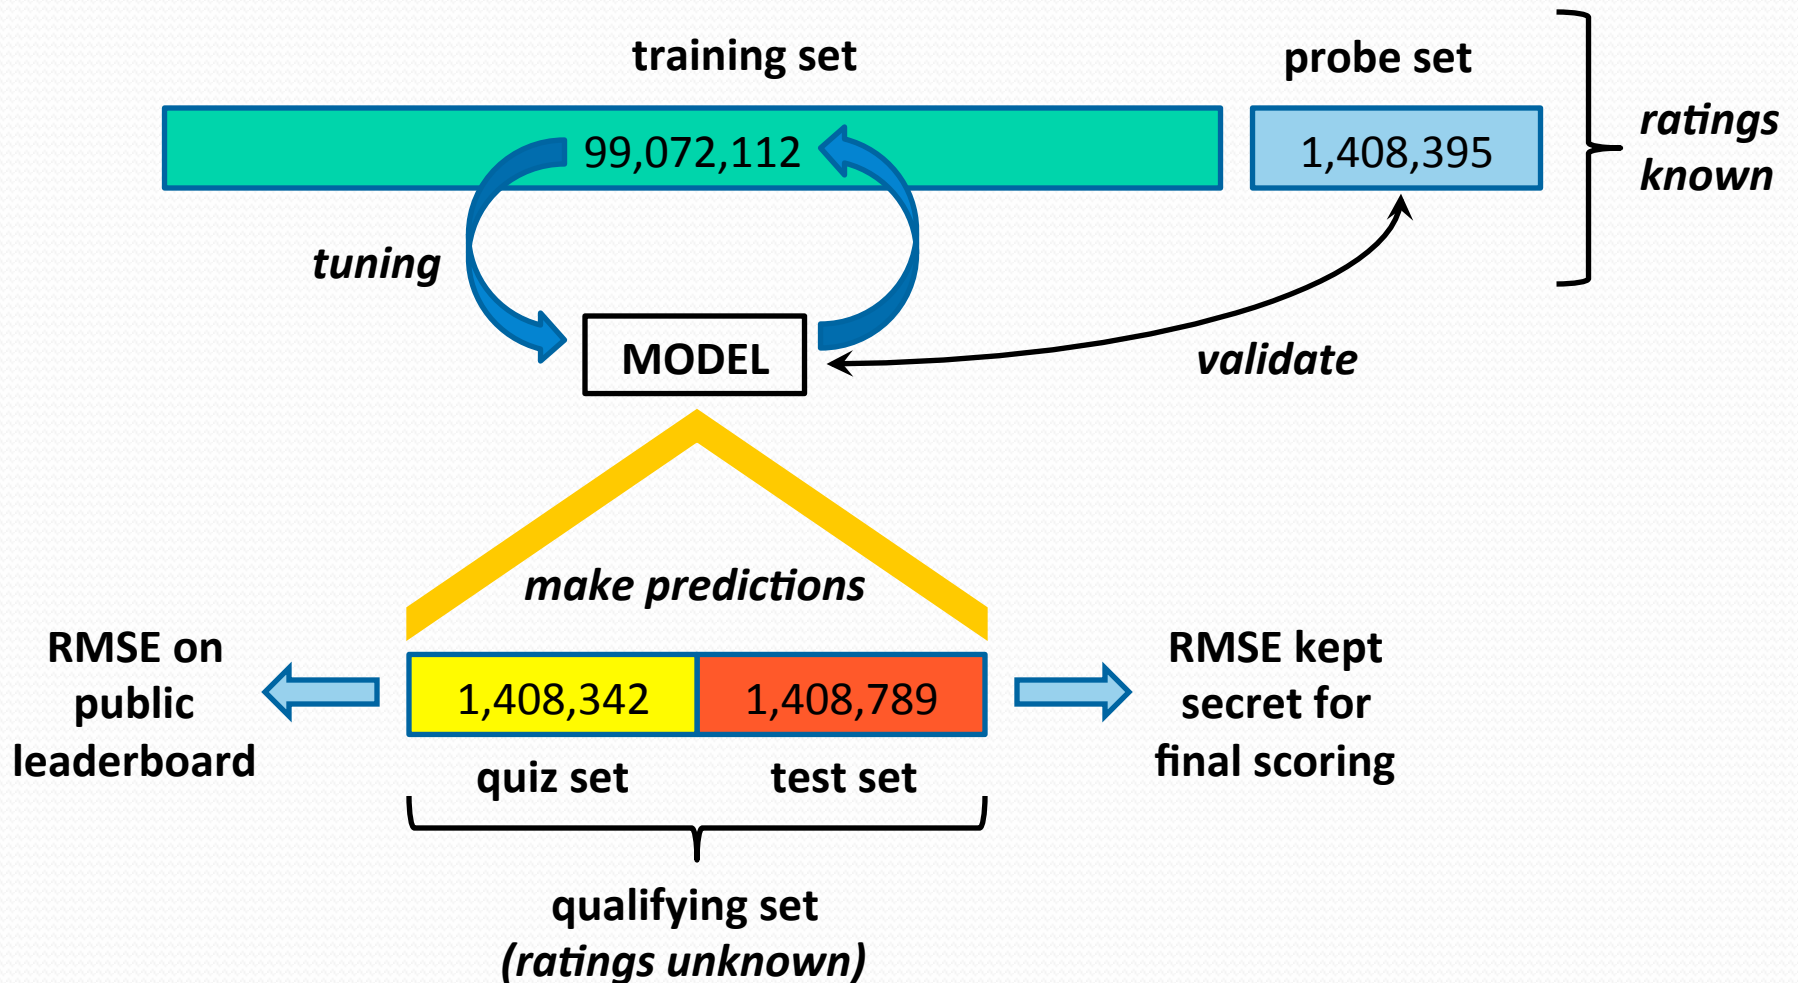 training set
probe set
99,072,112
1,408,395
ratings
known
tuning
MODEL
validate
make predictions
RMSE on
public
leaderboard
1,408,342
1,408,789
RMSE kept
secret for
final scoring
quiz set
test set
qualifying set
(ratings unknown)